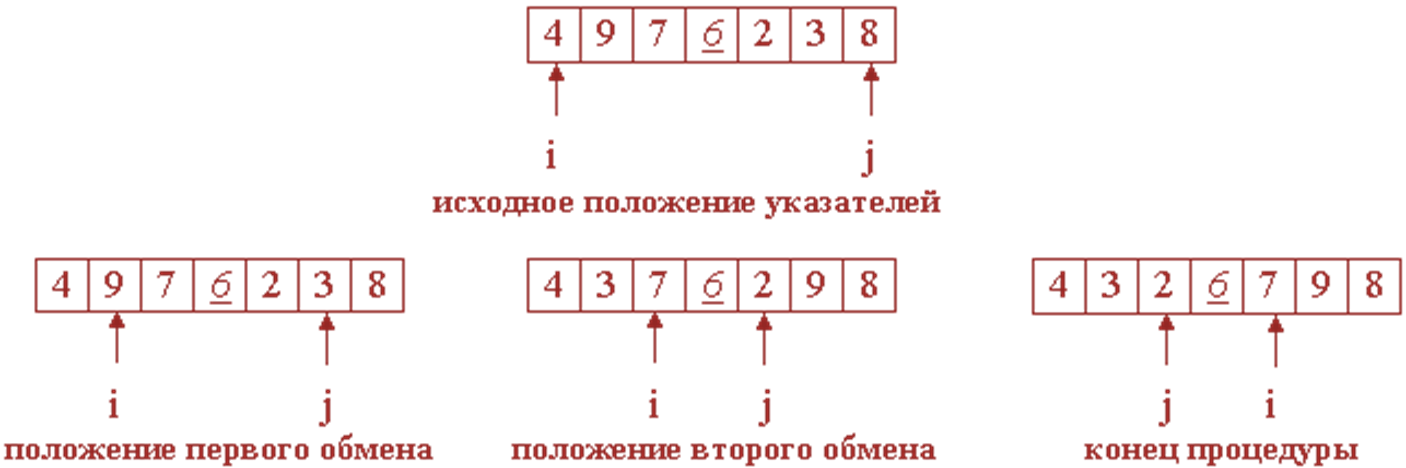 4 9 7 6 2 3 8
i j
исходное положение указателей
4 9 7 6 2 3 8
i j
положение первого обмена
4 3 7 6 2 9 8
i j
положение второго обмена
4 3 2 6 7 9 8
j i
конец процедуры